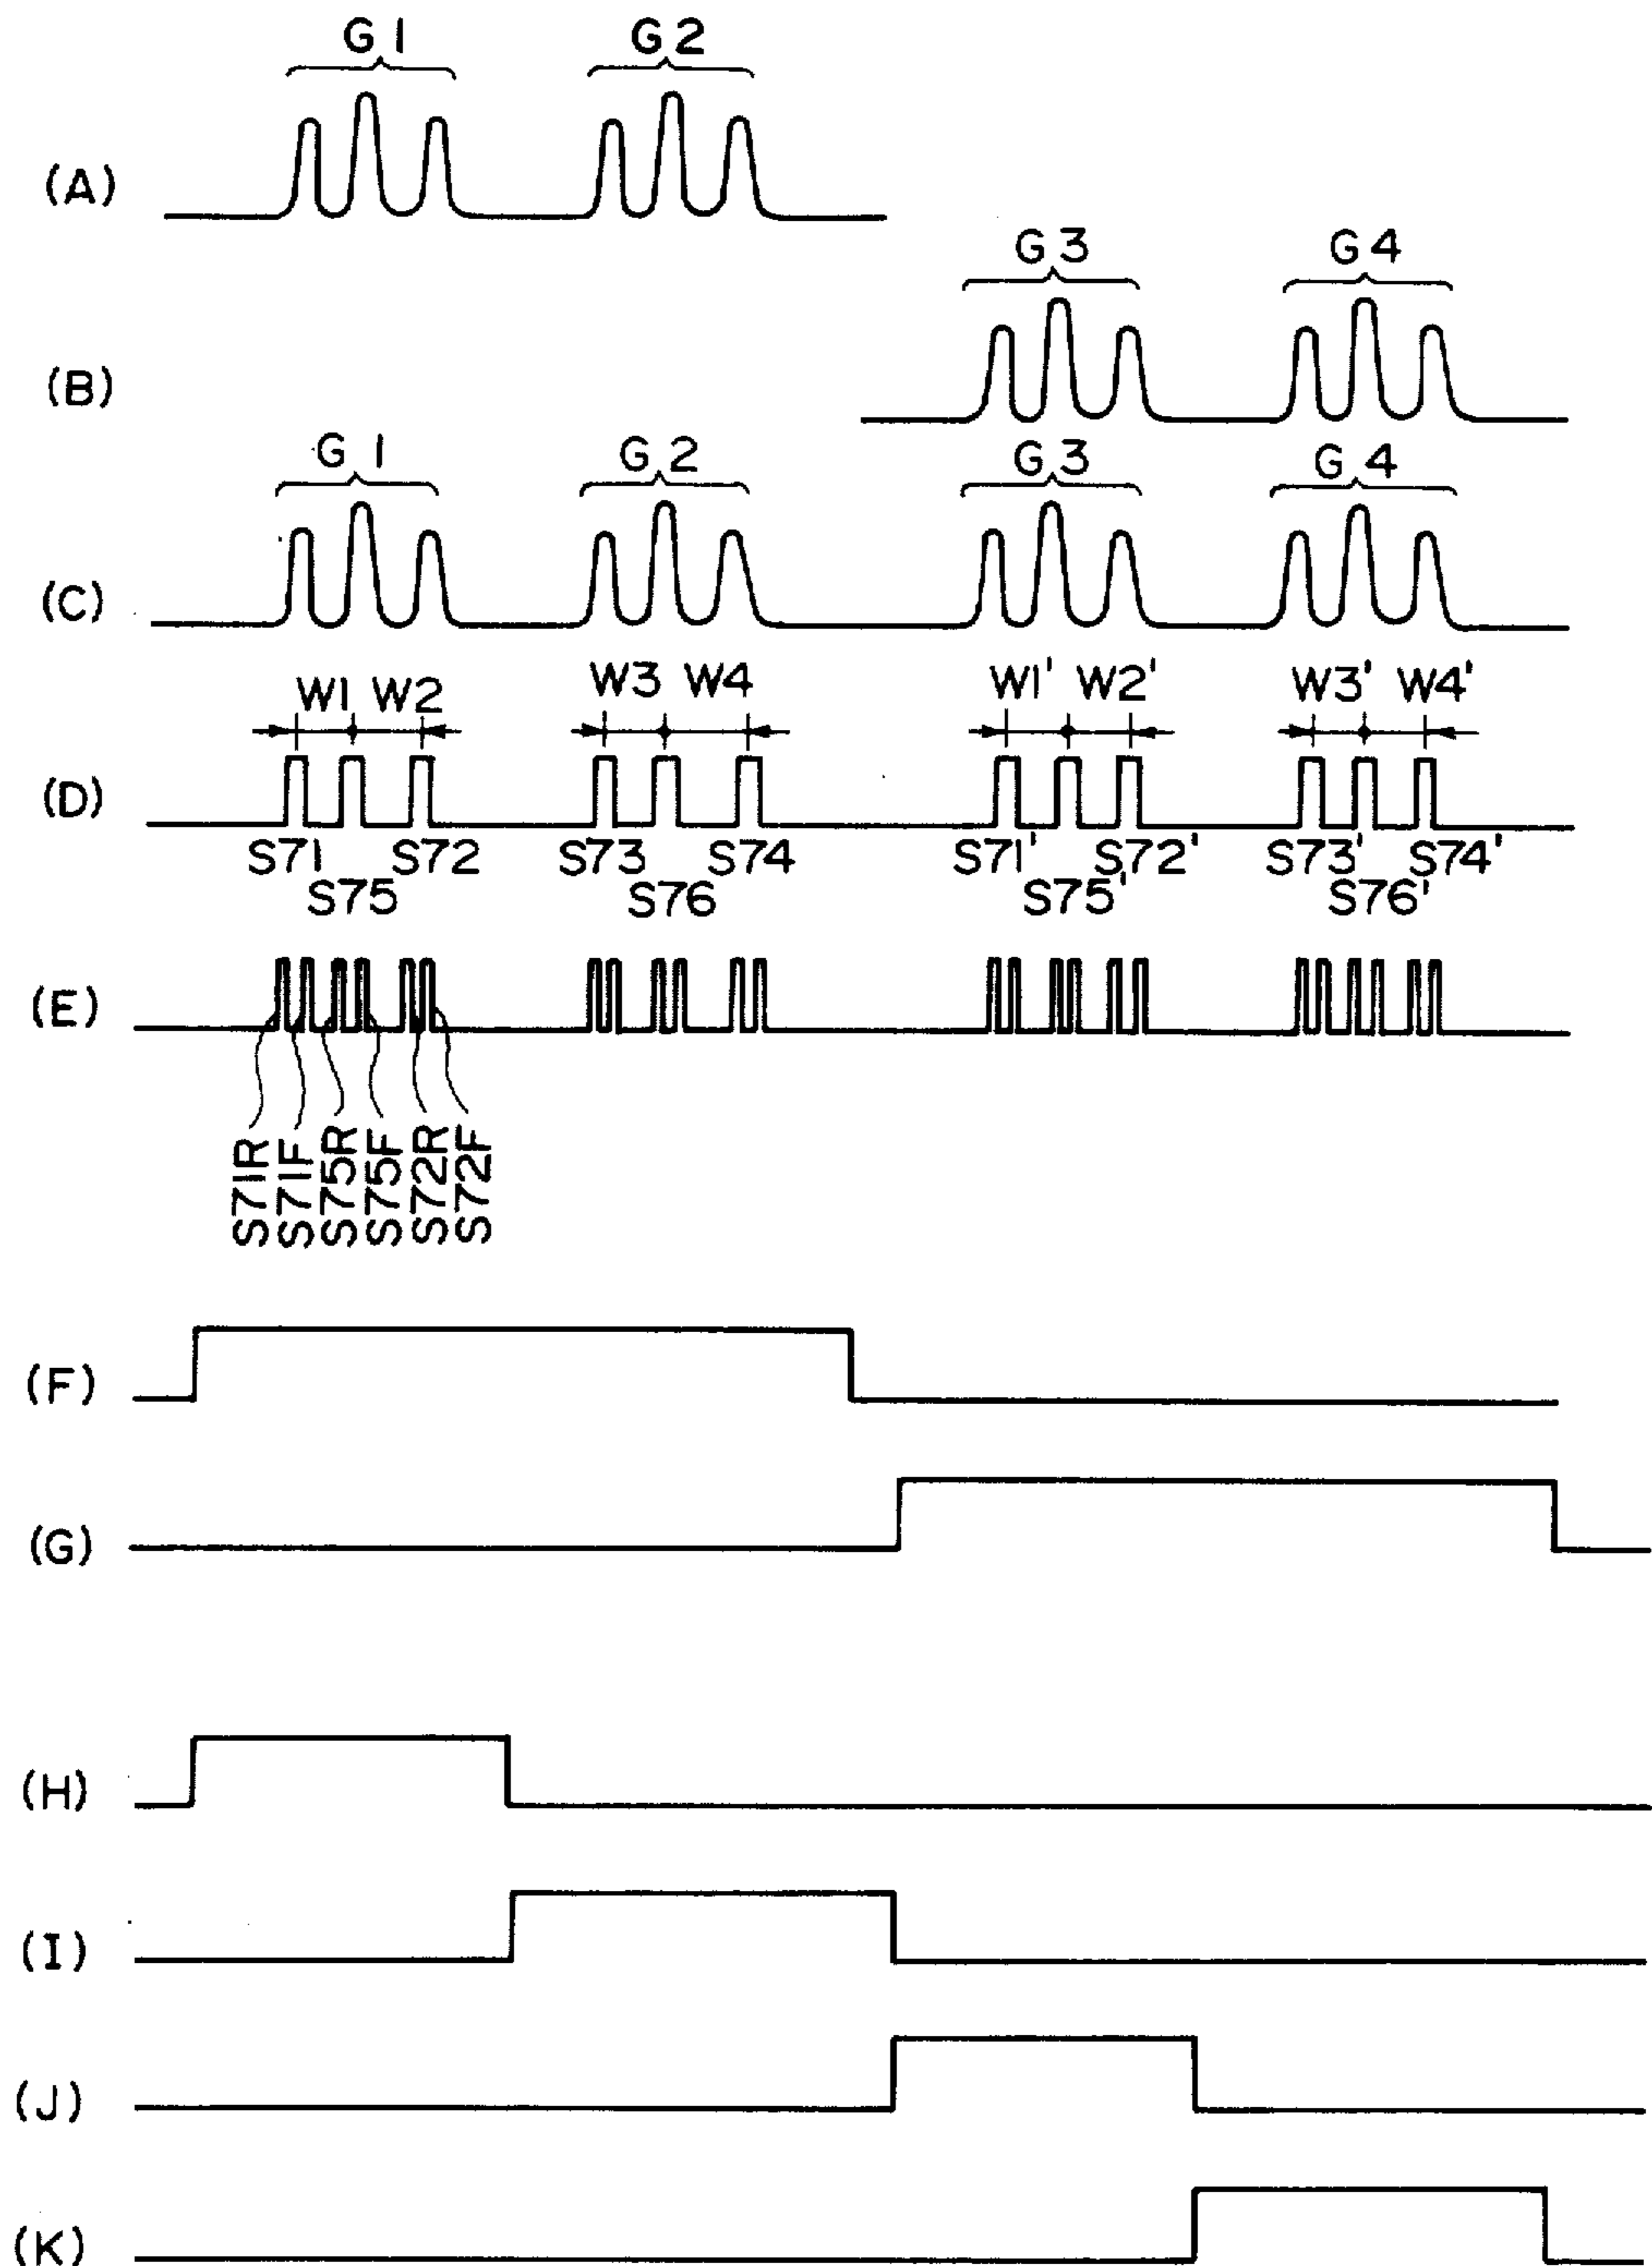 G1 G2
(A)
G3 G4
(B)
G1 G2 G3 G4
(C)
W1 W2 W3 W4 W1' W2' W3' W4'
(D)
S71 S72 S73 S74 S71' S72' S73' S74'
S75 S76 S75' S76'
(E)
S71R
S71F
S75R
S75F
S72R
S72F
(F)
(G)
(H)
(I)
(J)
(K)